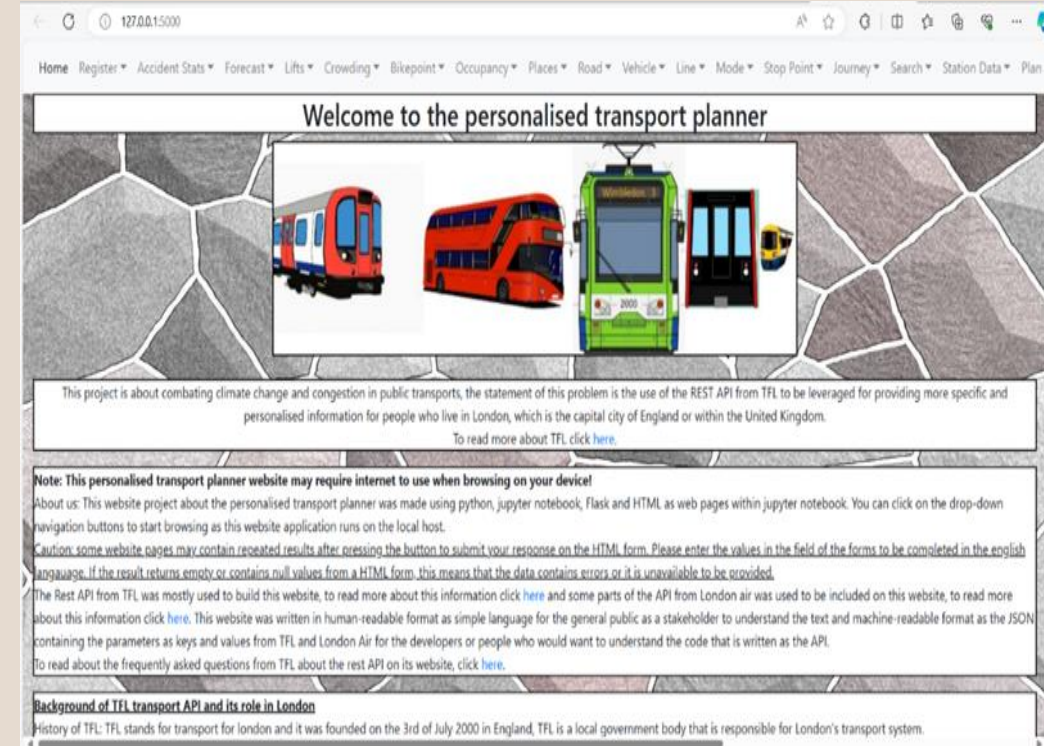 127.0.0.1:5000
Home Register Accident Stats Forecast Lifts Crowding Bikepoint Occupancy Places Road Vehicle Line Mode Stop Point Journey Search Station Data Plan
Welcome to the personalised transport planner
Wimbledon
2000
This project is about combating climate change and congestion in public transports, the statement of this problem is the use of the REST API from TFL to be leveraged for providing more specific and
personalised information for people who live in London, which is the capital city of England or within the United Kingdom.
To read more about TFL click here.
Note: This personalised transport planner website may require internet to use when browsing on your device!
About us: This website project about the personalised transport planner was made using python, jupyter notebook, Flask and HTML as web pages within jupyter notebook. You can click on the drop-down
navigation buttons to start browsing as this website application runs on the local host.
Caution: some website pages may contain repeated results after pressing the button to submit your response on the HTML form. Please enter the values in the field of the forms to be completed in the english
langauage. If the result returns empty or contains null values from a HTML form, this means that the data contains errors or it is unavailable to be provided.
The Rest API from TFL was mostly used to build this website, to read more about this information click here and some parts of the API from London air was used to be included on this website, to read more
about this information click here. This website was written in human-readable format as simple language for the general public as a stakeholder to understand the text and machine-readable format as the JSON
containing the parameters as keys and values from TFL and London Air for the developers or people who would want to understand the code that is written as the API.
To read about the frequently asked questions from TFL about the rest API on its website, click here.
Background of TFL transport API and its role in London
History of TFL: TFL stands for transport for london and it was founded on the 3rd of July 2000 in England, TFL is a local government body that is responsible for London's transport system.